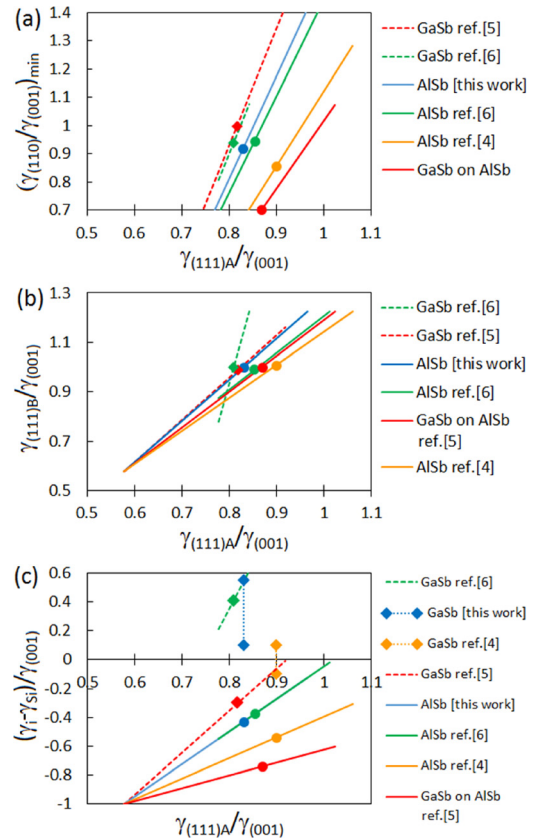 (a)
(γ(110)/γ(001))min
1.4
1.3
1.2
1.1
1
0.9
0.8
0.7
0.5 0.6 0.7 0.8 0.9 1 1.1
γ(111)A/γ(001)
GaSb ref.[5]
GaSb ref.[6]
AlSb [this work]
AlSb ref.[6]
AlSb ref.[4]
GaSb on AlSb
(b)
γ(111)B/γ(001)
1.3
1.1
0.9
0.7
0.5
0.5 0.6 0.7 0.8 0.9 1 1.1
γ(111)A/γ(001)
GaSb ref.[6]
GaSb ref.[5]
AlSb [this work]
AlSb ref.[6]
GaSb on AlSb
ref.[5]
AlSb ref.[4]
(c)
(γi-γSi)/γ(001)
0.6
0.4
0.2
0
-0.2
-0.4
-0.6
-0.8
-1
0.5 0.6 0.7 0.8 0.9 1 1.1
γ(111)A/γ(001)
GaSb ref.[6]
GaSb [this work]
GaSb ref.[4]
GaSb ref.[5]
AlSb [this work]
AlSb ref.[6]
AlSb ref.[4]
GaSb on AlSb
ref.[5]